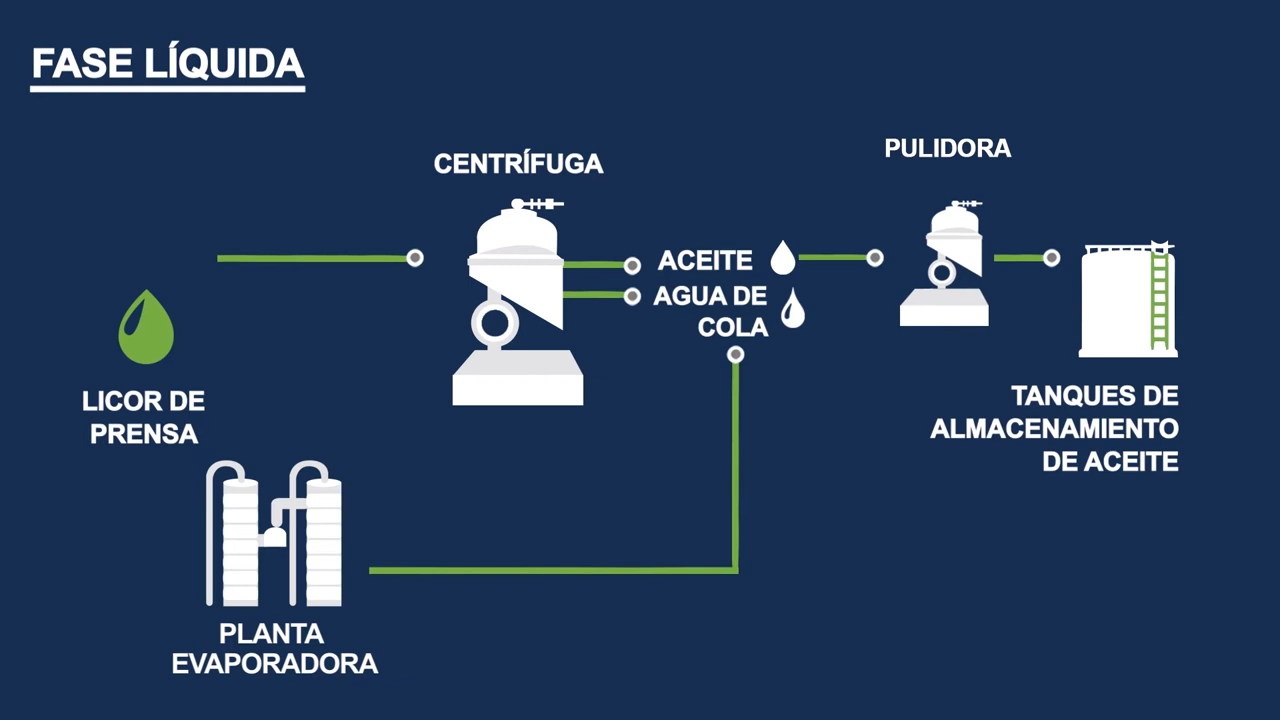 FASE LÍQUIDA
CENTRÍFUGA
PULIDORA
ACEITE
AGUA DE
COLA
LICOR DE
PRENSA
TANQUES DE
ALMACENAMIENTO
DE ACEITE
PLANTA
EVAPORADORA